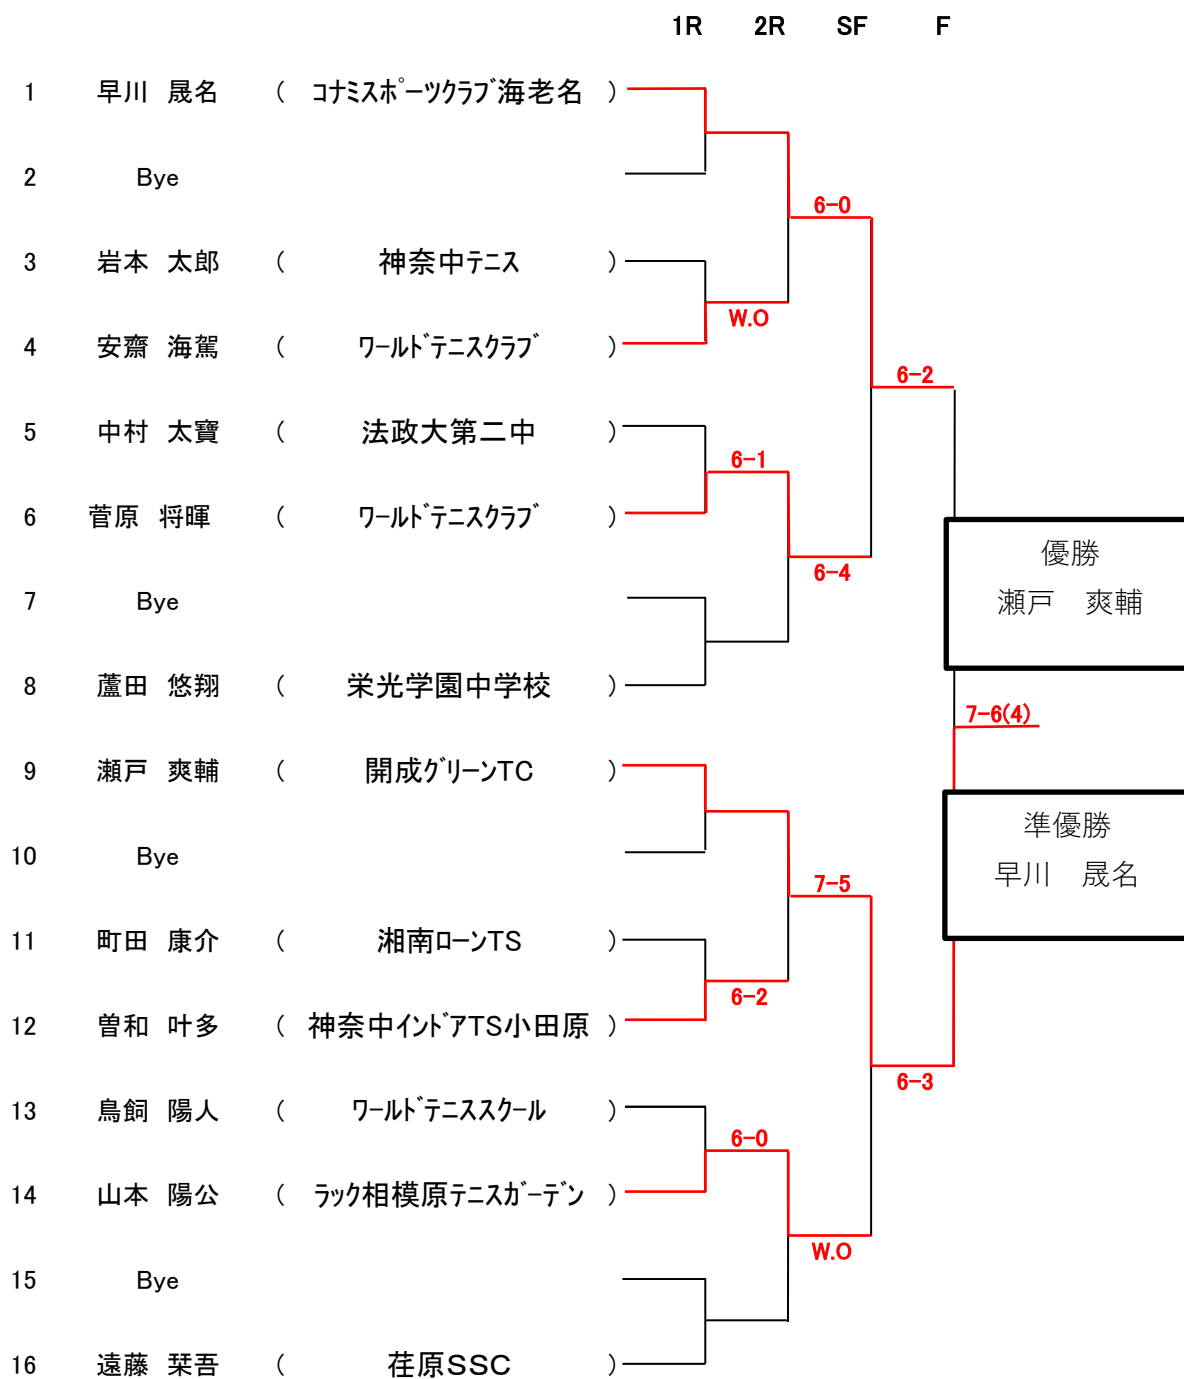 1R 2R SF F
1 早川 晟名 ( コナミスポーツクラブ海老名 )
2 Bye
6-0
3 岩本 太郎 ( 神奈中テニス )
W.O
4 安齋 海駕 ( ワールドテニスクラブ )
6-2
5 中村 太寶 ( 法政大第二中 )
6-1
6 菅原 将暉 ( ワールドテニスクラブ )
優勝
6-4
7 Bye
瀬戸 爽輔
8 蘆田 悠翔 ( 栄光学園中学校 )
7-6(4)
9 瀬戸 爽輔 ( 開成グリーンTC )
準優勝
10 Bye
早川 晟名
7-5
11 町田 康介 ( 湘南ローンTS )
6-2
12 曽和 叶多 ( 神奈中インドアTS小田原 )
6-3
13 鳥飼 陽人 ( ワールドテニススクール )
6-0
14 山本 陽公 ( ラック相模原テニスガーデン )
W.O
15 Bye
16 遠藤 栞吾 ( 荏原SSC )